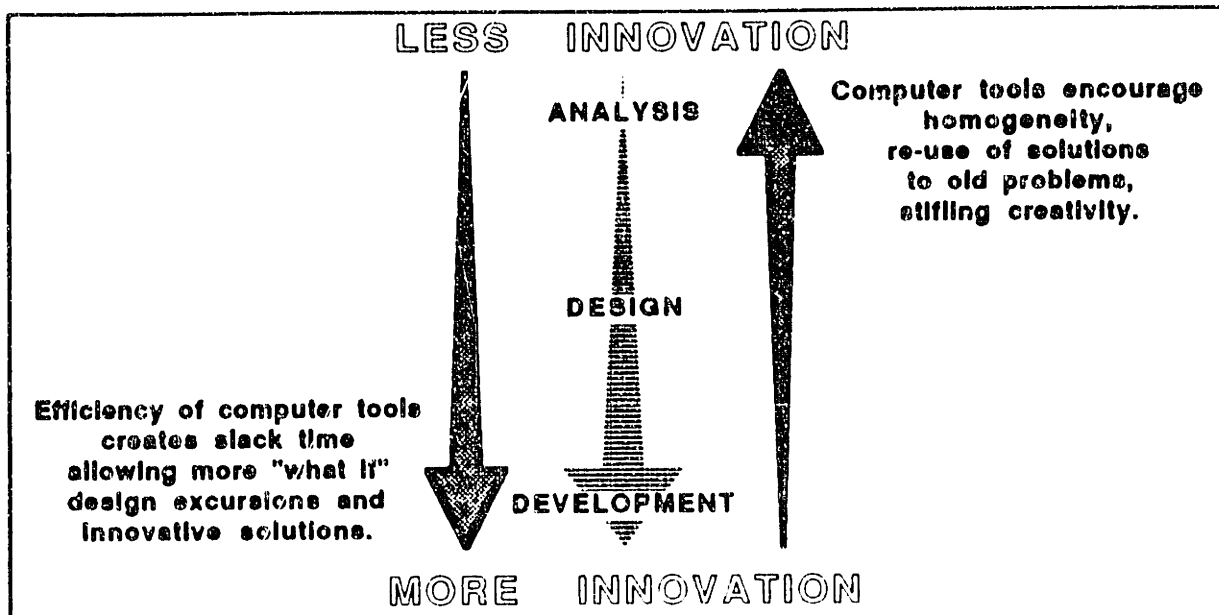 LESS INNOVATION
ANALYSIS
Computer tools encourage
homogeneity,
re-use of solutions
to old problems,
stifling creativity.
DESIGN
Efficiency of computer tools
creates slack time
allowing more "what if"
design excursions and
innovative solutions.
DEVELOPMENT
MORE INNOVATION